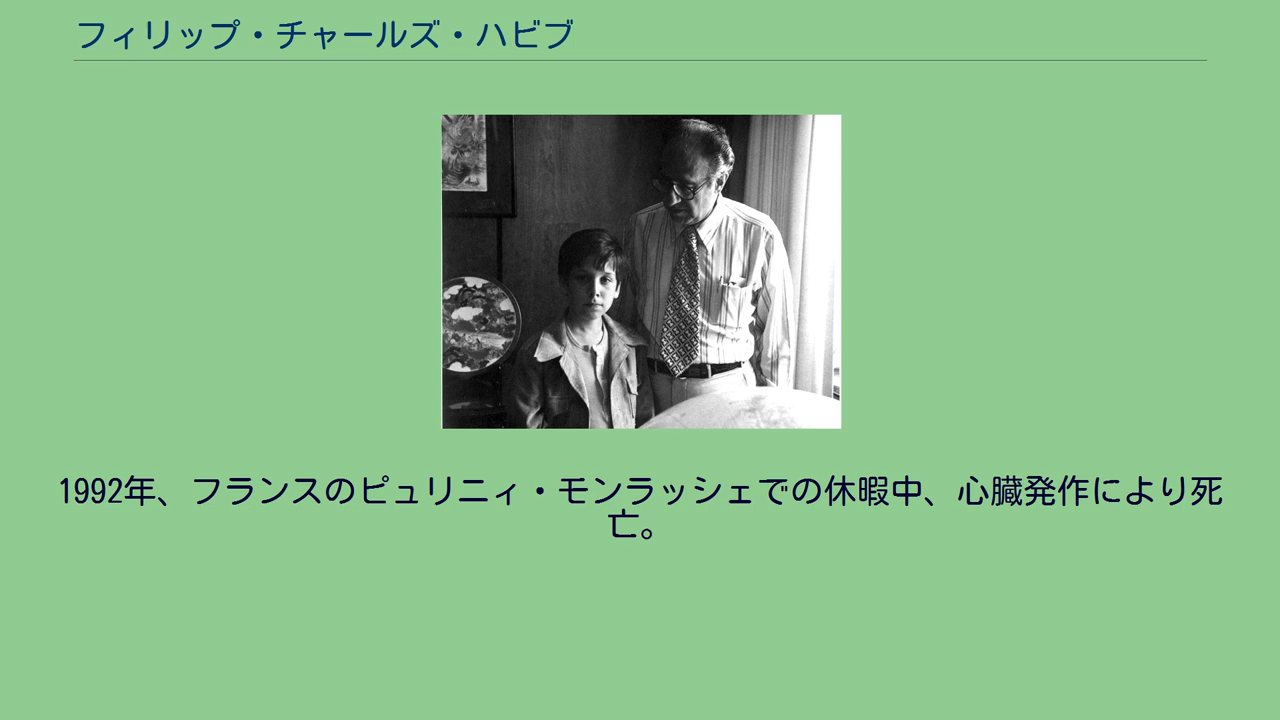 フィリップ・チャールズ・ハビブ
1992年、フランスのピュリニィ・モンラッシェでの休暇中、心臓発作により死
亡。